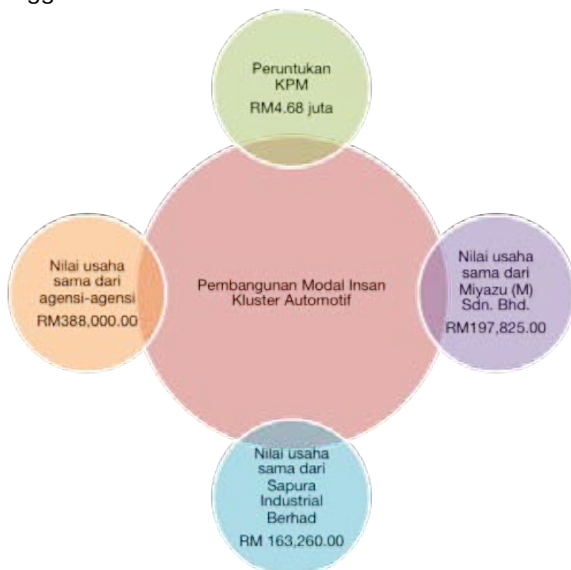 Peruntukan
KPM
RM4.68 juta
Nilai usaha
sama dari
agensi-agensi
RM388,000.00
Pembangunan Modal Insan
Kluster Automotif
Nilai usaha
sama dari
Miyazu (M)
Sdn. Bhd.
RM197,825.00
Nilai usaha
sama dari
Sapura
Industrial
Berhad
RM 163,260.00